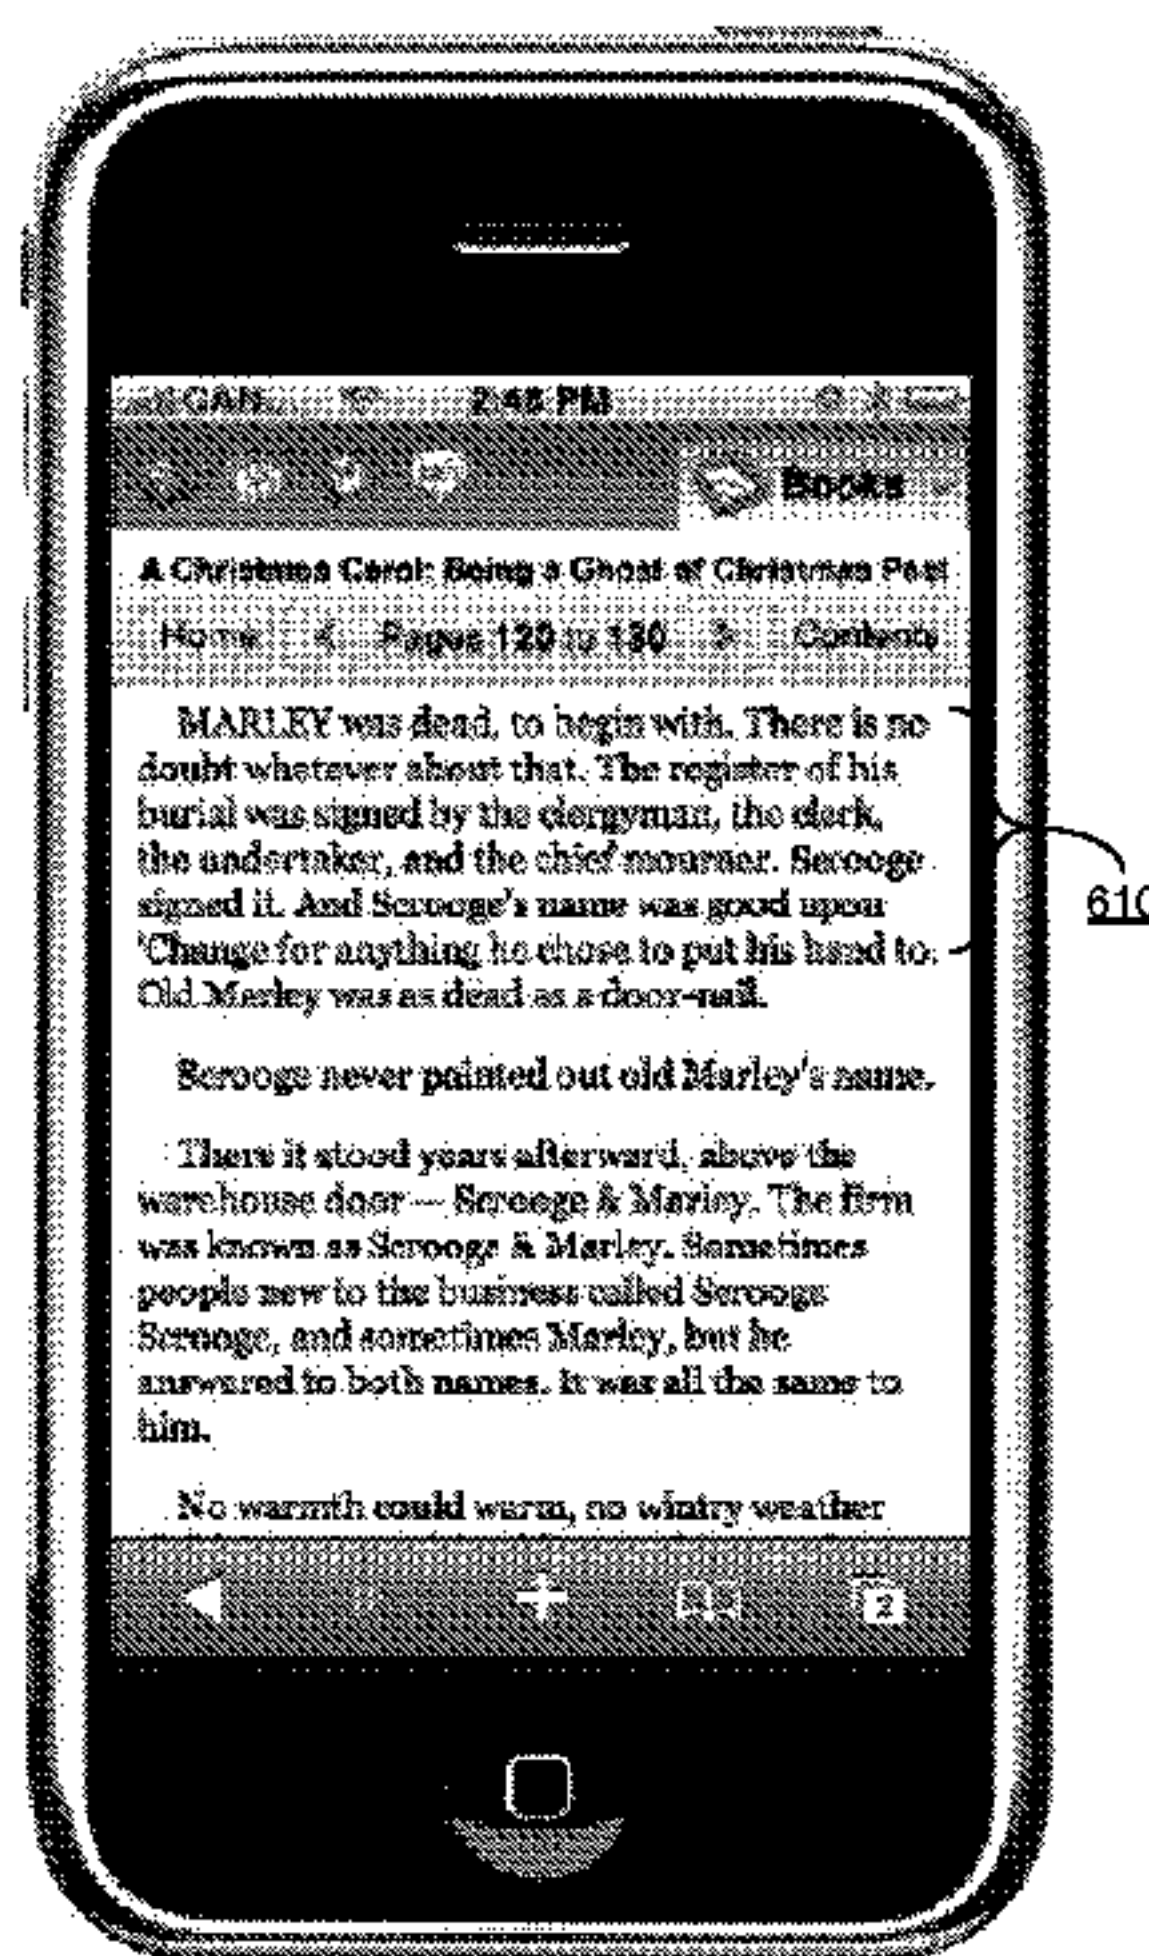 2:48 PM
Books
A Christmas Carol: Being a Ghost of Christmas Past
Home < Pages 120 to 130 > Contents
MARLEY was dead, to begin with. There is no
doubt whatever about that. The register of his
burial was signed by the clergyman, the clerk,
the undertaker, and the chief mourner. Scrooge
signed it. And Scrooge's name was good upon
'Change for anything he chose to put his hand to.
Old Marley was as dead as a door-nail.
Scrooge never painted out old Marley's name.
There it stood years afterward, above the
warehouse door — Scrooge & Marley. The firm
was known as Scrooge & Marley. Sometimes
people new to the business called Scrooge
Scrooge, and sometimes Marley, but he
answered to both names. It was all the same to
him.
No warmth could warm, no wintry weather
2
610